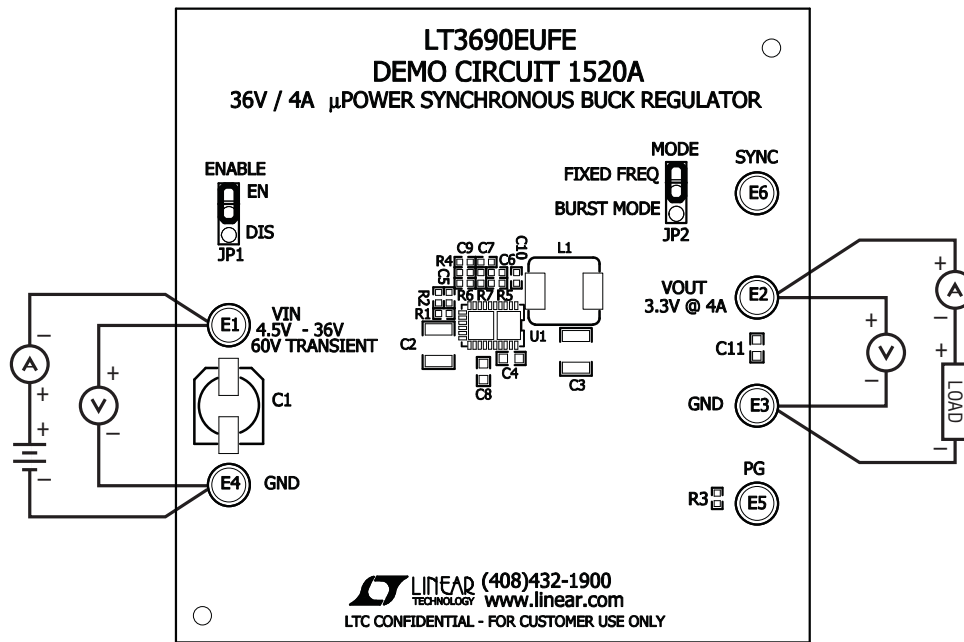 LT3690EUFE
DEMO CIRCUIT 1520A
36V / 4A µPOWER SYNCHRONOUS BUCK REGULATOR
MODE
SYNC
ENABLE
EN
DIS
JP1
FIXED FREQ
BURST MODE
JP2
E6
C9 C7
R4
C6
C10
L1
C5
R6 R7 R5
R2
R1
U1
C2
C4
C8
C3
E1
VIN
4.5V - 36V
60V TRANSIENT
VOUT
3.3V @ 4A
E2
C11
C1
GND
E3
E4
GND
PG
R3
E5
+
A
-
+
V
-
+
-
+
A
-
+
V
-
+
LOAD
-
LINEAR
TECHNOLOGY
(408)432-1900
www.linear.com
LTC CONFIDENTIAL - FOR CUSTOMER USE ONLY